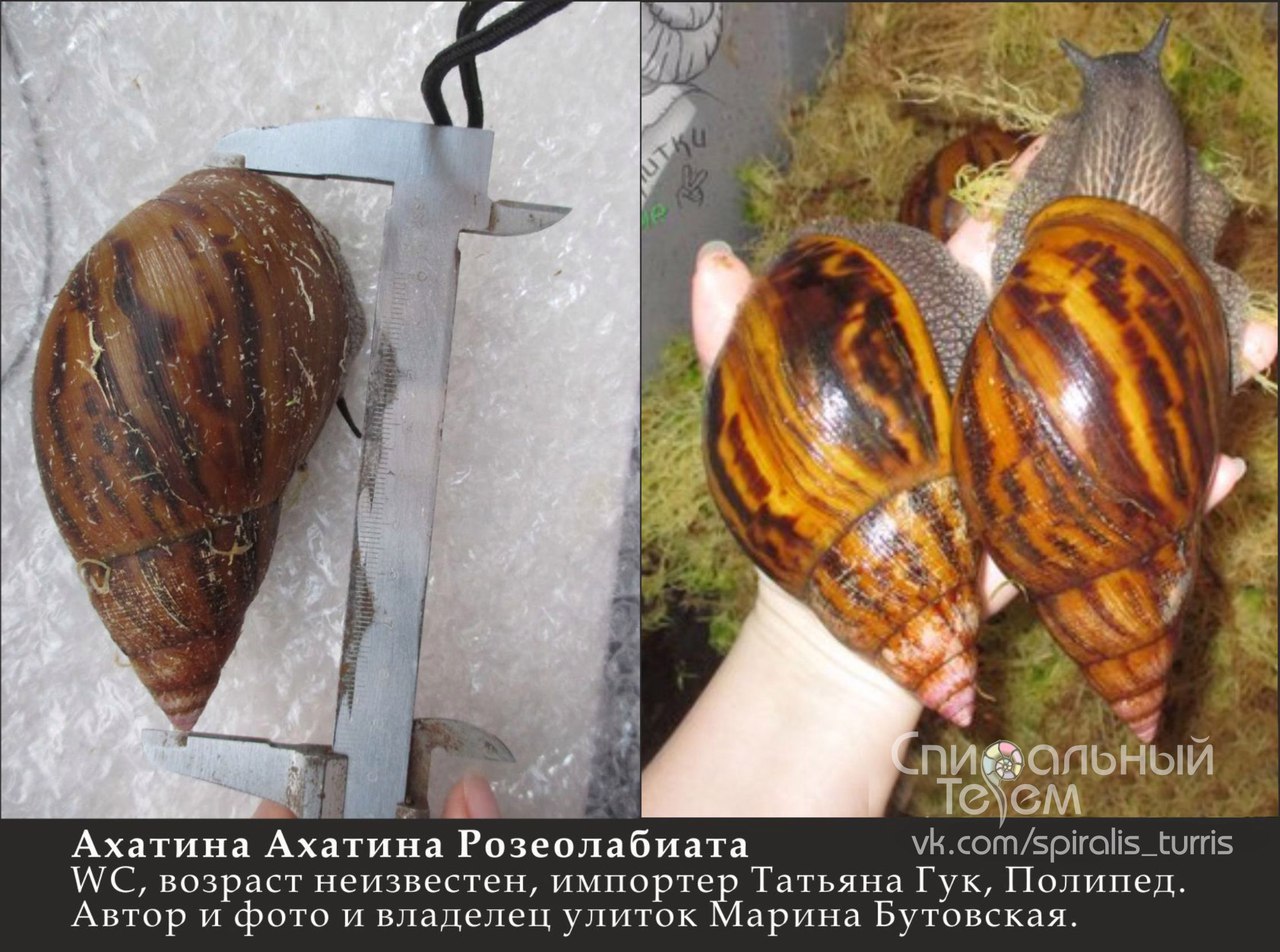 итки
Спиральный
Терем
vk.com/spiralis_turris
Ахатина Ахатина Розеолабиата
WC, возраст неизвестен, импортер Татьяна Гук, Полипед.
Автор и фото и владелец улиток Марина Бутовская.